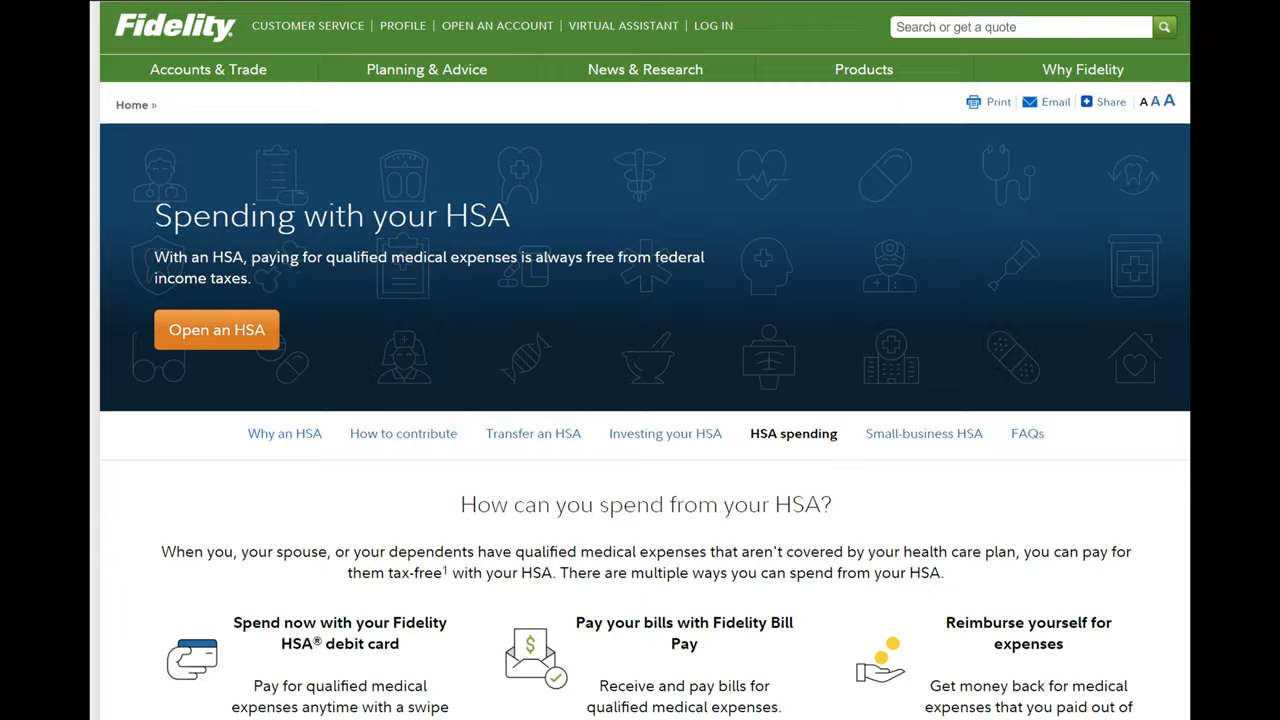 Fidelity
CUSTOMER SERVICE | PROFILE | OPEN AN ACCOUNT | VIRTUAL ASSISTANT | LOG IN
Search or get a quote
Accounts & Trade
Planning & Advice
News & Research
Products
Why Fidelity
Home »
Print
Email
Share
A A A
Spending with your HSA
With an HSA, paying for qualified medical expenses is always free from federal
income taxes.
Open an HSA
Why an HSA
How to contribute
Transfer an HSA
Investing your HSA
HSA spending
Small-business HSA
FAQs
How can you spend from your HSA?
When you, your spouse, or your dependents have qualified medical expenses that aren't covered by your health care plan, you can pay for
them tax-free¹ with your HSA. There are multiple ways you can spend from your HSA.
Spend now with your Fidelity
HSA® debit card
Pay for qualified medical
expenses anytime with a swipe
$
Pay your bills with Fidelity Bill
Pay
Receive and pay bills for
qualified medical expenses.
Reimburse yourself for
expenses
Get money back for medical
expenses that you paid out of